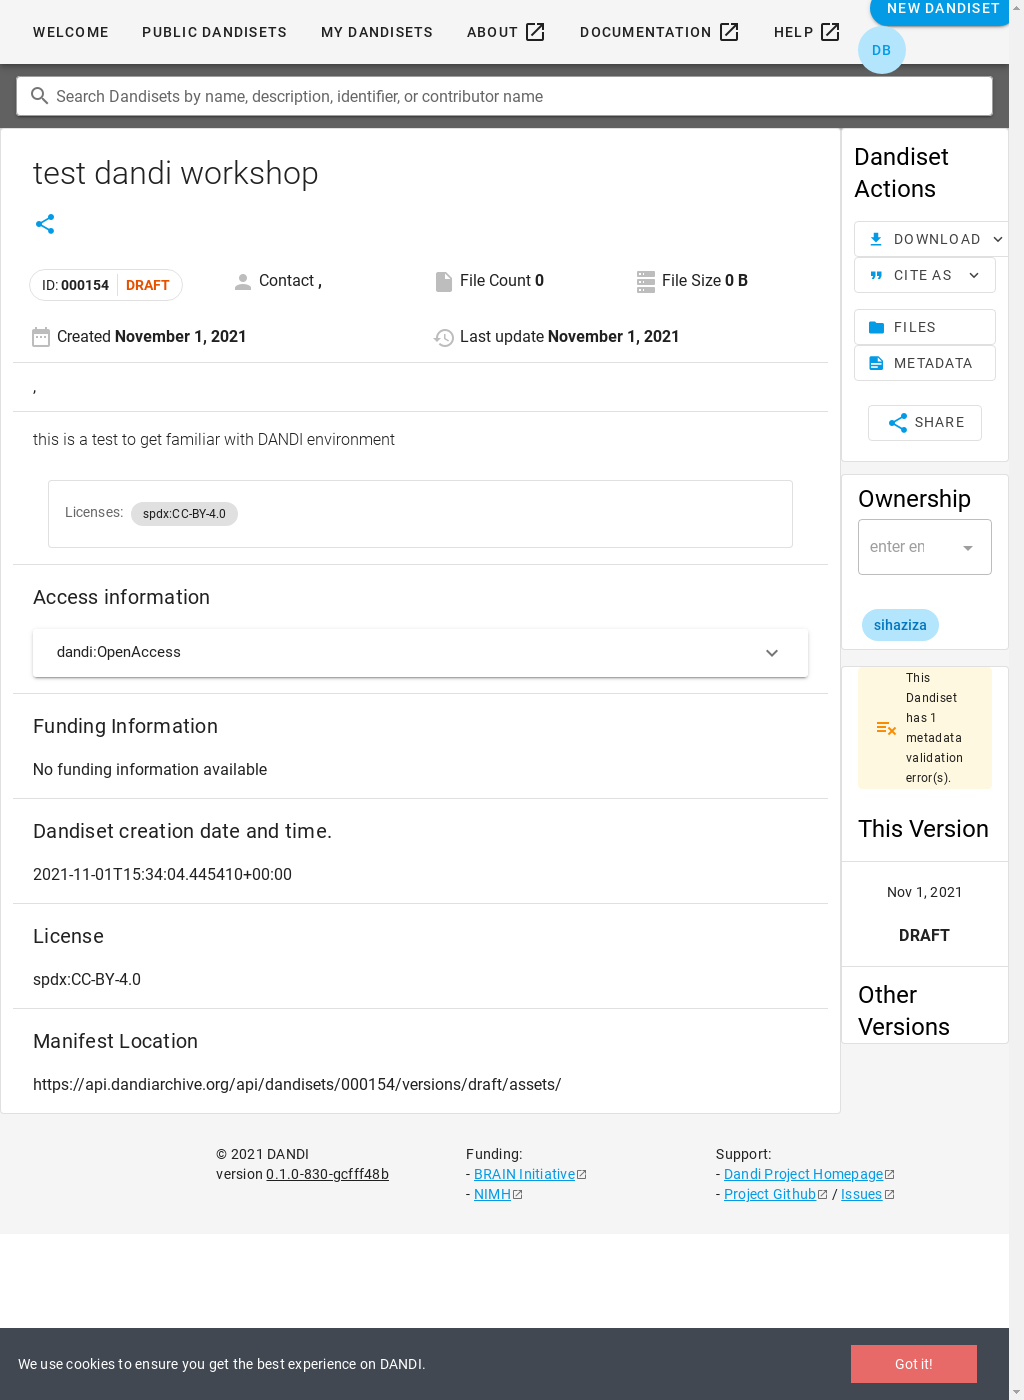 WELCOME
PUBLIC DANDISETS
MY DANDISETS
ABOUT
DOCUMENTATION
HELP
NEW DANDISET
DB
Search Dandisets by name, description, identifier, or contributor name
test dandi workshop
ID: 000154 DRAFT
Contact ,
File Count 0
File Size 0 B
Created November 1, 2021
Last update November 1, 2021
,
this is a test to get familiar with DANDI environment
Licenses: spdx:CC-BY-4.0
Access information
dandi:OpenAccess
Funding Information
No funding information available
Dandiset creation date and time.
2021-11-01T15:34:04.445410+00:00
License
spdx:CC-BY-4.0
Manifest Location
https://api.dandiarchive.org/api/dandisets/000154/versions/draft/assets/
Dandiset
Actions
DOWNLOAD
CITE AS
FILES
METADATA
SHARE
Ownership
enter en
sihaziza
This
Dandiset
has 1
metadata
validation
error(s).
This Version
Nov 1, 2021
DRAFT
Other
Versions
© 2021 DANDI
version 0.1.0-830-gcfff48b
Funding:
- BRAIN Initiative
- NIMH
Support:
- Dandi Project Homepage
- Project Github / Issues
We use cookies to ensure you get the best experience on DANDI.
Got it!